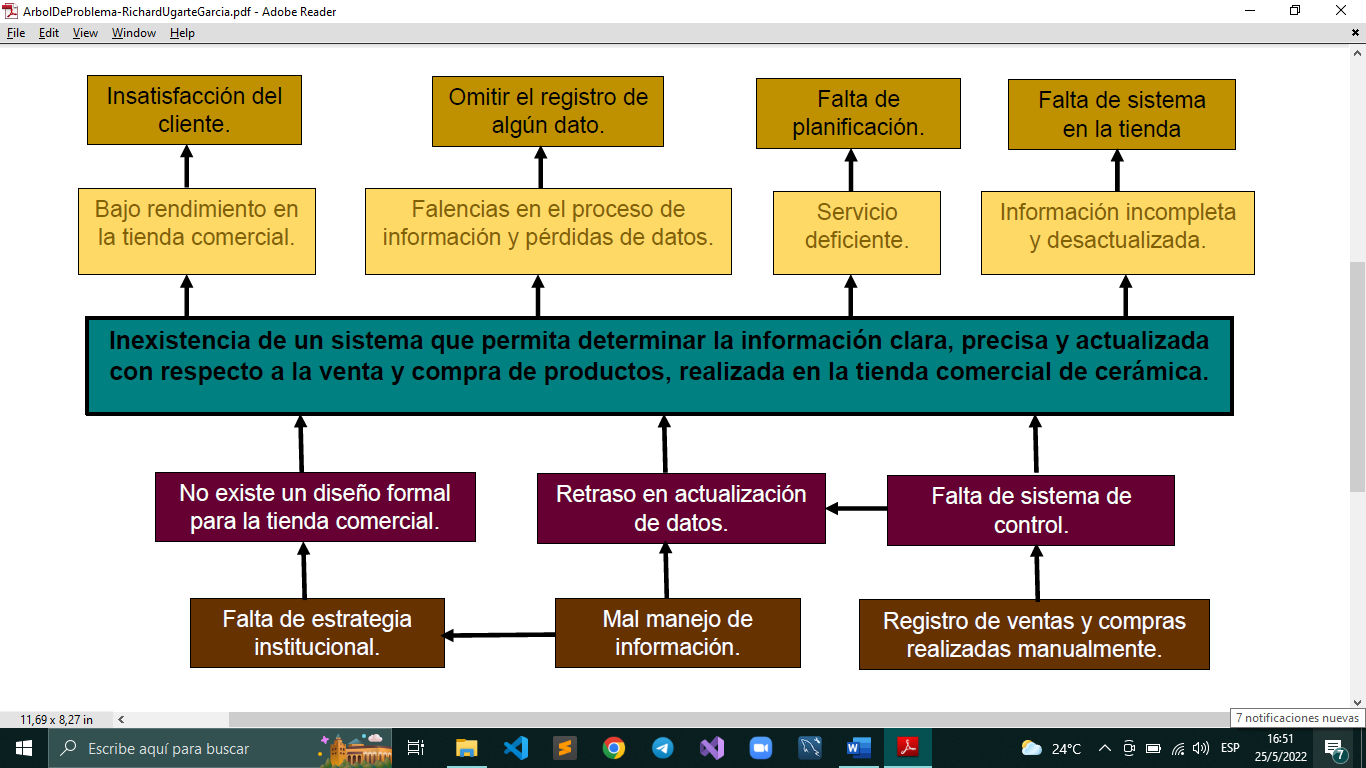 ArbolDeProblema-RichardUgarteGarcia.pdf - Adobe Reader
File Edit View Window Help
Insatisfacción del
cliente.
Omitir el registro de
algún dato.
Falta de
planificación.
Falta de sistema
en la tienda
Bajo rendimiento en
la tienda comercial.
Falencias en el proceso de
información y pérdidas de datos.
Servicio
deficiente.
Información incompleta
y desactualizada.
Inexistencia de un sistema que permita determinar la información clara, precisa y actualizada
con respecto a la venta y compra de productos, realizada en la tienda comercial de cerámica.
No existe un diseño formal
para la tienda comercial.
Retraso en actualización
de datos.
Falta de sistema de
control.
Falta de estrategia
institucional.
Mal manejo de
información.
Registro de ventas y compras
realizadas manualmente.
11,69 x 8,27 in
7 notificaciones nuevas
Escribe aquí para buscar
24°C
ESP
16:51
25/5/2022
7